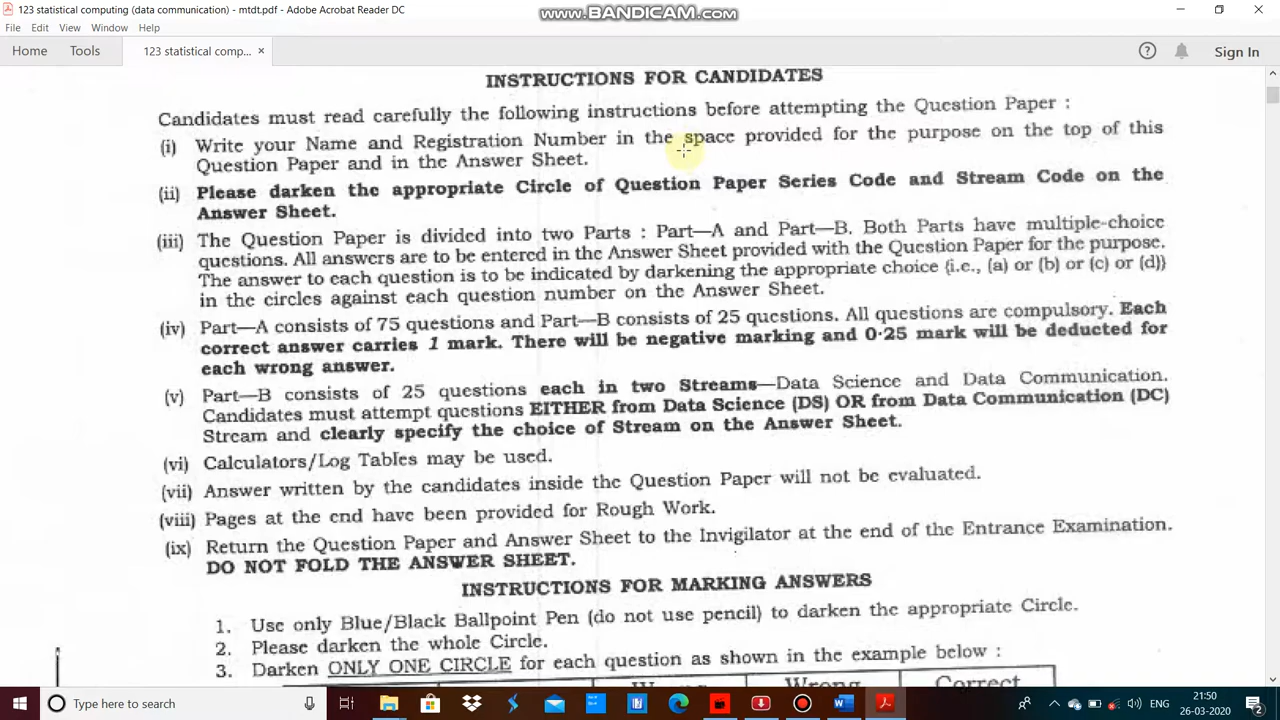 123 statistical computing (data communication) - mtdt.pdf - Adobe Acrobat Reader DC
www.BANDICAM.com
File Edit View Window Help
Home Tools 123 statistical comp... × Sign In
INSTRUCTIONS FOR CANDIDATES
Candidates must read carefully the following instructions before attempting the Question Paper :
(i) Write your Name and Registration Number in the space provided for the purpose on the top of this
Question Paper and in the Answer Sheet.
(ii) Please darken the appropriate Circle of Question Paper Series Code and Stream Code on the
Answer Sheet.
(iii) The Question Paper is divided into two Parts : Part—A and Part—B. Both Parts have multiple-choice
questions. All answers are to be entered in the Answer Sheet provided with the Question Paper for the purpose.
The answer to each question is to be indicated by darkening the appropriate choice {i.e., (a) or (b) or (c) or (d)}
in the circles against each question number on the Answer Sheet.
(iv) Part—A consists of 75 questions and Part—B consists of 25 questions. All questions are compulsory. Each
correct answer carries 1 mark. There will be negative marking and 0·25 mark will be deducted for
each wrong answer.
(v) Part—B consists of 25 questions each in two Streams—Data Science and Data Communication.
Candidates must attempt questions EITHER from Data Science (DS) OR from Data Communication (DC)
Stream and clearly specify the choice of Stream on the Answer Sheet.
(vi) Calculators/Log Tables may be used.
(vii) Answer written by the candidates inside the Question Paper will not be evaluated.
(viii) Pages at the end have been provided for Rough Work.
(ix) Return the Question Paper and Answer Sheet to the Invigilator at the end of the Entrance Examination.
DO NOT FOLD THE ANSWER SHEET.
INSTRUCTIONS FOR MARKING ANSWERS
1. Use only Blue/Black Ballpoint Pen (do not use pencil) to darken the appropriate Circle.
2. Please darken the whole Circle.
3. Darken ONLY ONE CIRCLE for each question as shown in the example below :
Wrong Wrong Correct
Type here to search
ENG
21:50
26-03-2020
2